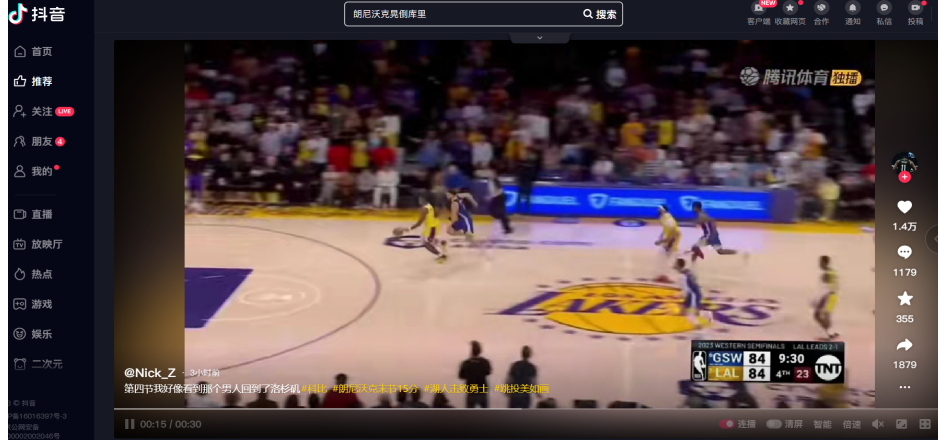 抖音
朗尼沃克晃倒库里
搜索
NEW
客户端
收藏网页
合作
通知
私信
投稿
首页
推荐
关注 LIVE
朋友 4
我的
直播
放映厅
热点
游戏
娱乐
二次元
腾讯体育 独播
FANDUEL
LAKERS
1.4万
1179
355
1879
2023 WESTERN SEMIFINALS LAL LEADS 2-1
GSW 84 9:30
LAL 84 4TH 23
TNT
@Nick_Z · 3小时前
第四节我好像看到那个男人回到了洛杉矶#科比 #朗尼沃克末节15分 #湖人击败勇士 #跳投美如画
00:15 / 00:30
连播
清屏
智能
倍速
© 抖音